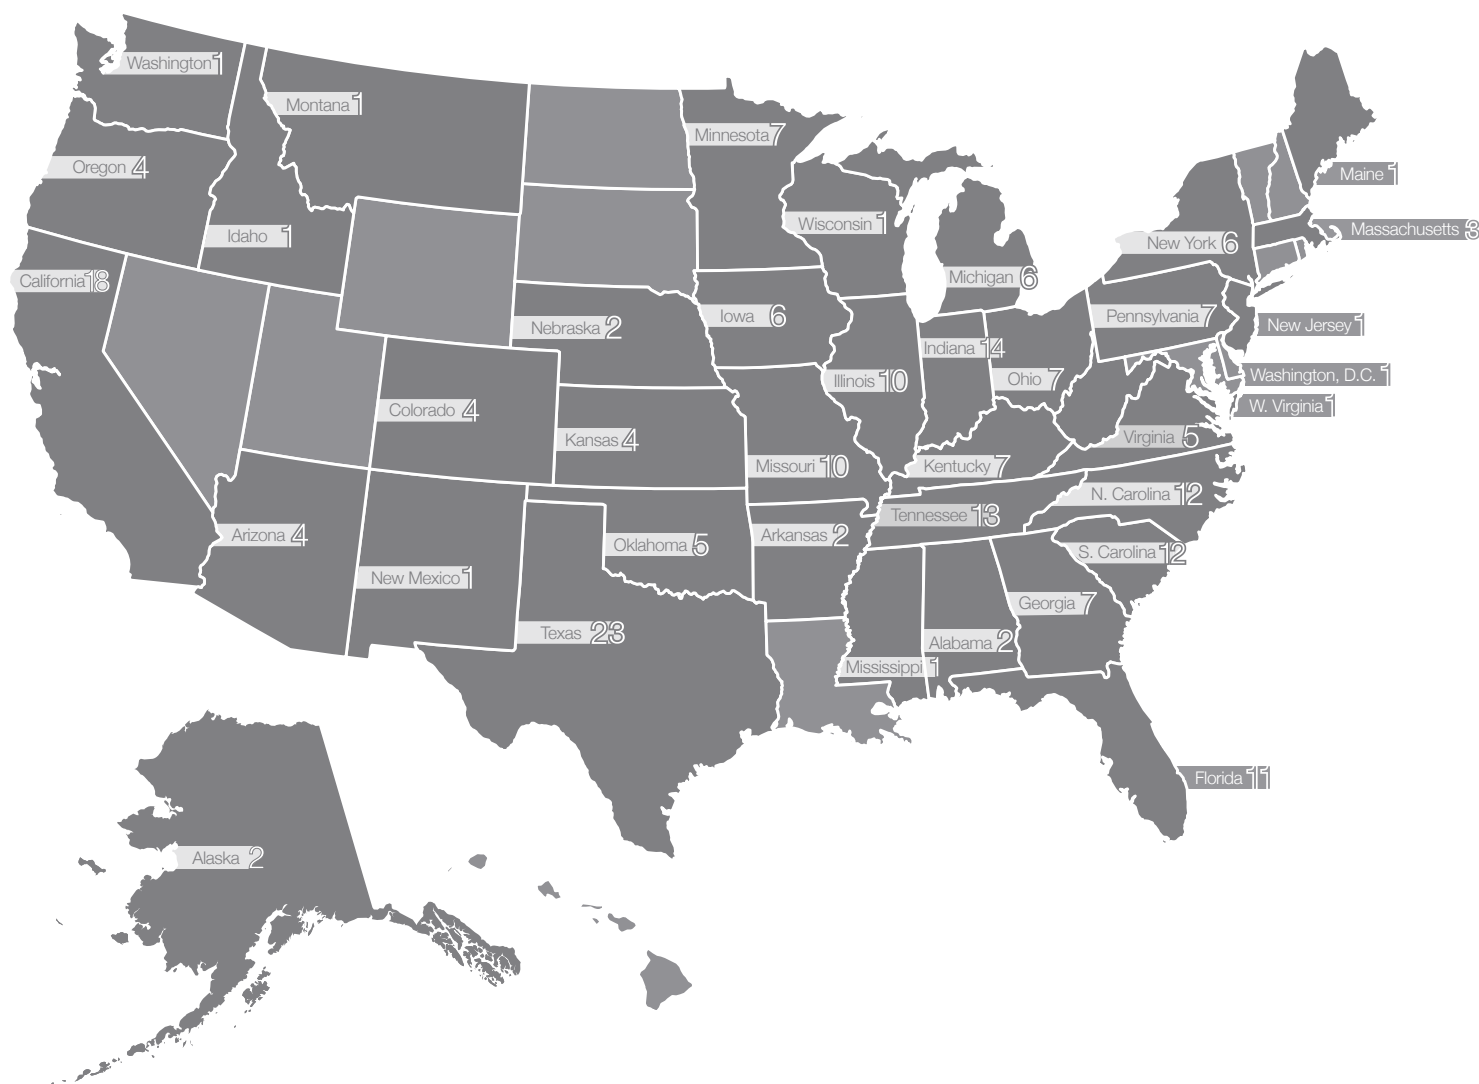 Washington 1
Montana 1
Minnesota 7
Oregon 4
Maine 1
Idaho 1
Wisconsin 1
Massachusetts 3
New York 6
California 18
Michigan 6
Nebraska 2
Iowa 6
Pennsylvania 7
New Jersey 1
Indiana 14
Illinois 10
Ohio 7
Washington, D.C. 1
Colorado 4
W. Virginia 1
Kansas 4
Virginia 5
Missouri 10
Kentucky 7
N. Carolina 12
Tennessee 13
Arizona 4
Oklahoma 5
Arkansas 2
S. Carolina 12
New Mexico 1
Georgia 7
Texas 23
Alabama 2
Mississippi 1
Florida 11
Alaska 2